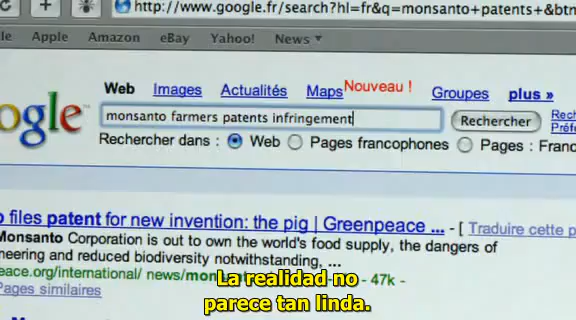 http://www.google.fr/search?hl=fr&q=monsanto+patents+&btn
Apple Amazon eBay Yahoo! News ▼
Web Images Actualités Maps Nouveau ! Groupes plus »
monsanto farmers patents infringement Rechercher
Rechercher dans : Web Pages francophones Pages : Franc
files patent for new invention: the pig | Greenpeace ... - [ Traduire cette p
Monsanto Corporation is out to own the world's food supply, the dangers of
neering and reduced biodiversity notwithstanding, ...
eace.org/international/ news/mon - 47k -
Pages similaires
La realidad no
parece tan linda.